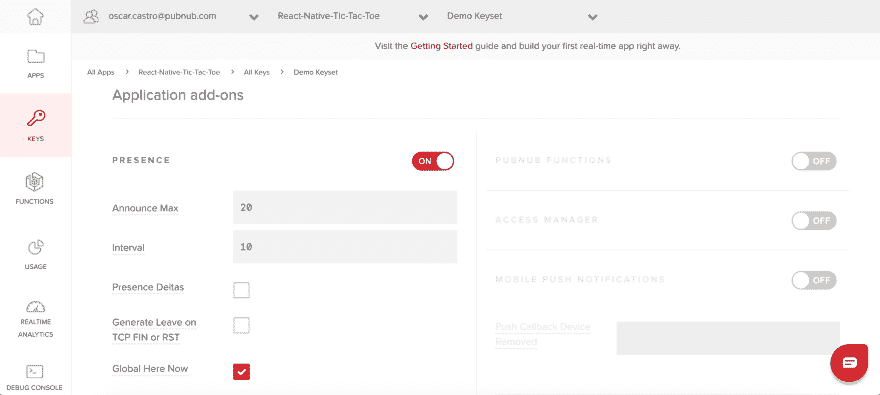 oscar.castro@pubnub.com React-Native-Tic-Tac-Toe Demo Keyset
Visit the Getting Started guide and build your first real-time app right away.
APPS
KEYS
FUNCTIONS
USAGE
REALTIME
ANALYTICS
DEBUG CONSOLE
All Apps > React-Native-Tic-Tac-Toe > All Keys > Demo Keyset
Application add-ons
PRESENCE ON
Announce Max 20
Interval 10
Presence Deltas
Generate Leave on
TCP FIN or RST
Global Here Now
PUBNUB FUNCTIONS OFF
ACCESS MANAGER OFF
MOBILE PUSH NOTIFICATIONS OFF
Push Callback Device
Removed